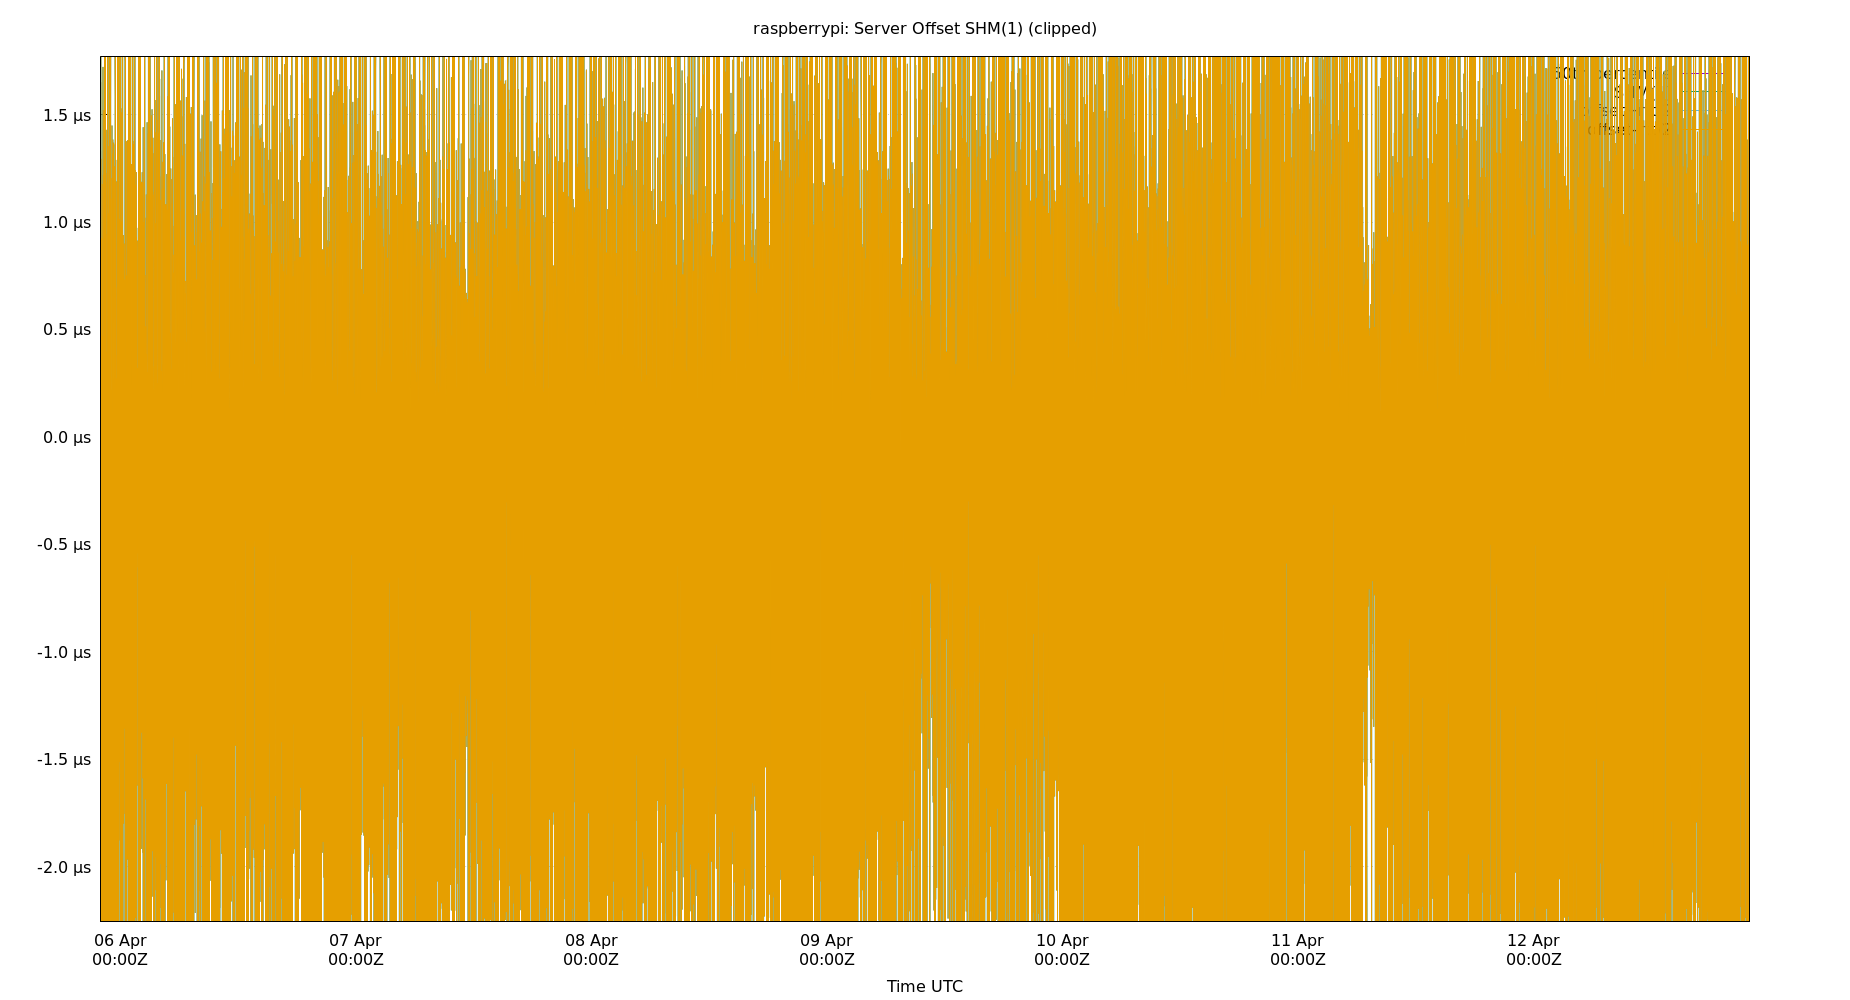 raspberrypi: Server Offset SHM(1) (clipped)
1.5 µs
1.0 µs
0.5 µs
0.0 µs
-0.5 µs
-1.0 µs
-1.5 µs
-2.0 µs
06 Apr 07 Apr 08 Apr 09 Apr 10 Apr 11 Apr 12 Apr
00:00Z 00:00Z 00:00Z 00:00Z 00:00Z 00:00Z 00:00Z
Time UTC